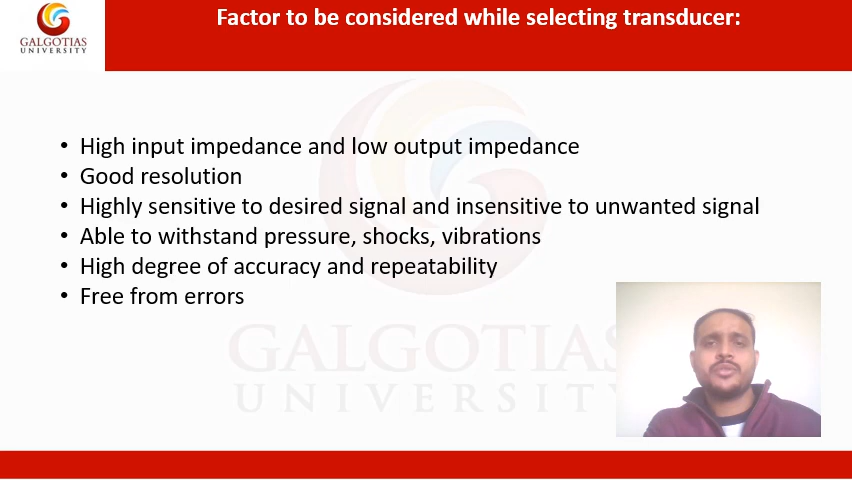 Factor to be considered while selecting transducer:
GALGOTIAS
UNIVERSITY
• High input impedance and low output impedance
• Good resolution
• Highly sensitive to desired signal and insensitive to unwanted signal
• Able to withstand pressure, shocks, vibrations
• High degree of accuracy and repeatability
• Free from errors
GALGOTIAS
UNIVERSITY